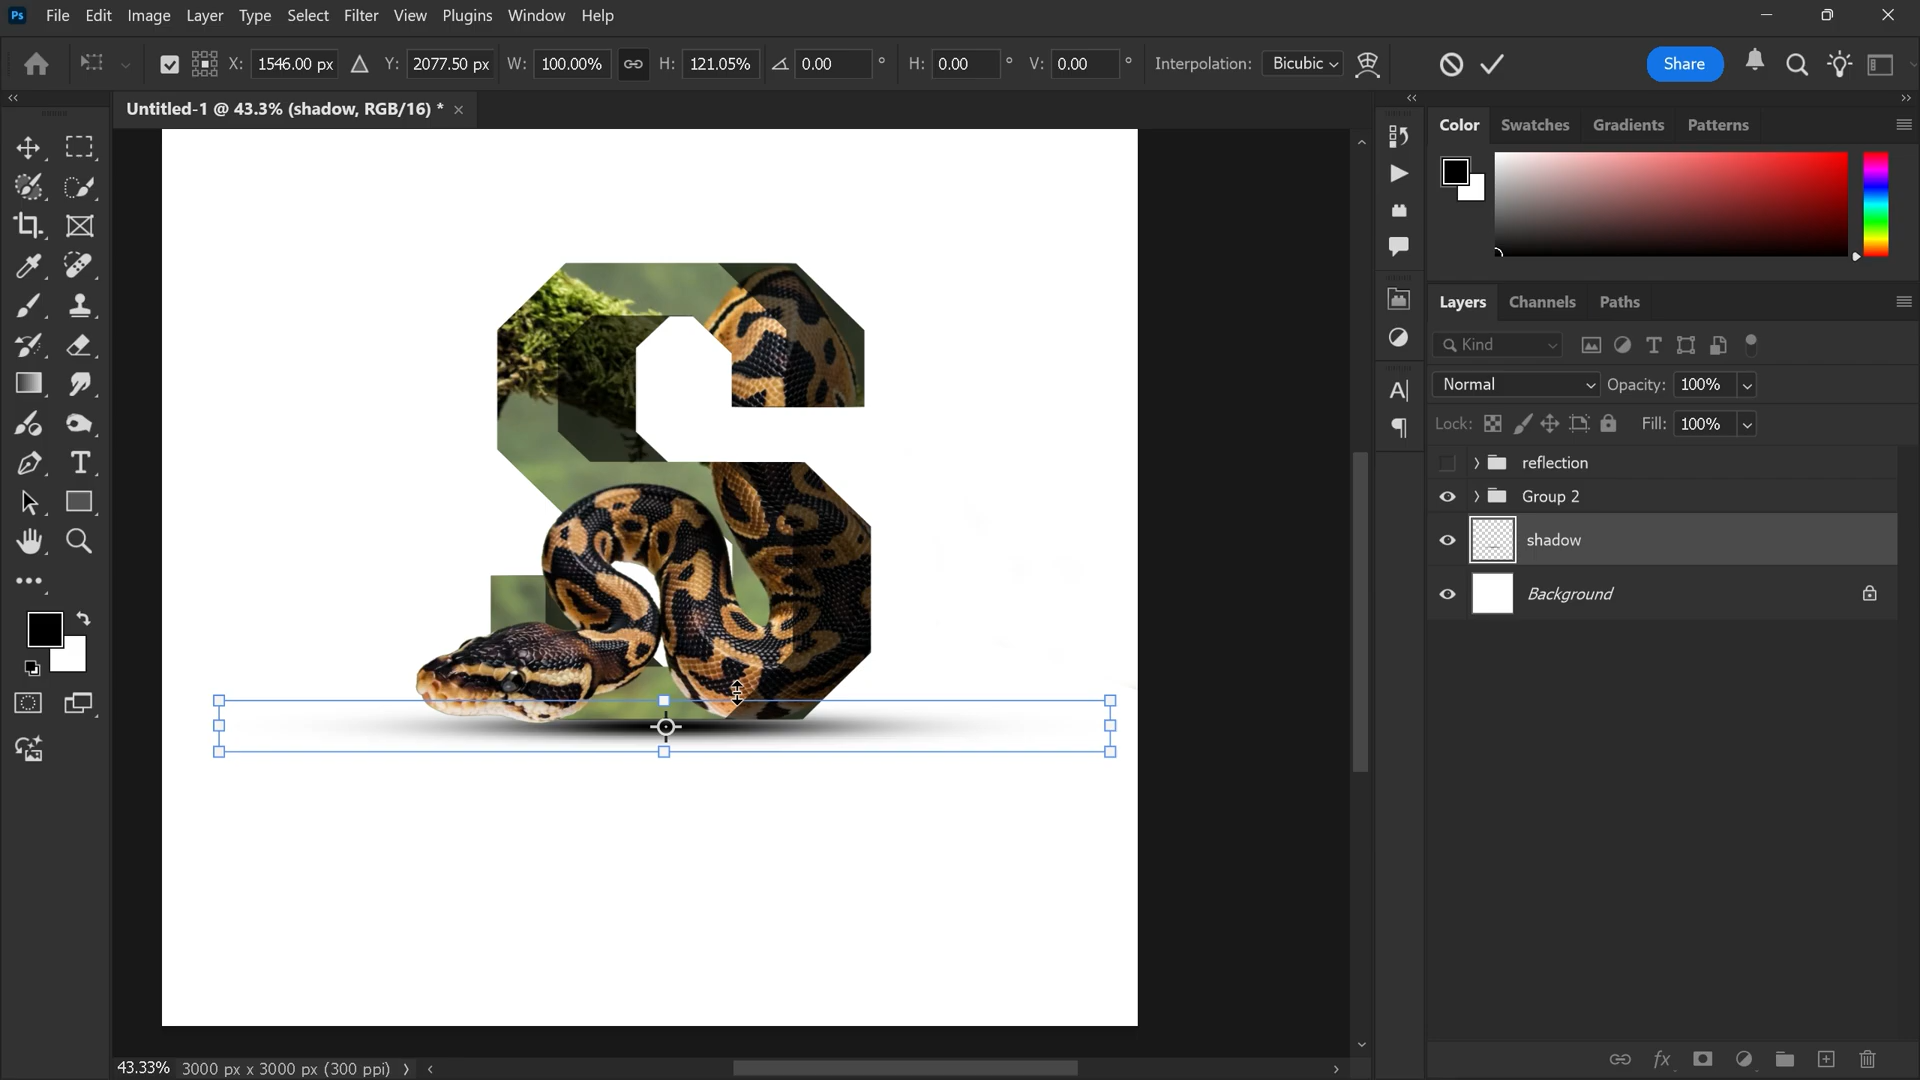 Ps File Edit Image Layer Type Select Filter View Plugins Window Help
X: 1546.00 px Y: 2077.50 px W: 100.00% H: 121.05% 0.00 ° H: 0.00 ° V: 0.00 ° Interpolation: Bicubic Share
Untitled-1 @ 43.3% (shadow, RGB/16) * ×
Color Swatches Gradients Patterns
Layers Channels Paths
Kind
Normal Opacity: 100%
Lock: Fill: 100%
reflection
Group 2
shadow
Background
43.33% 3000 px x 3000 px (300 ppi)